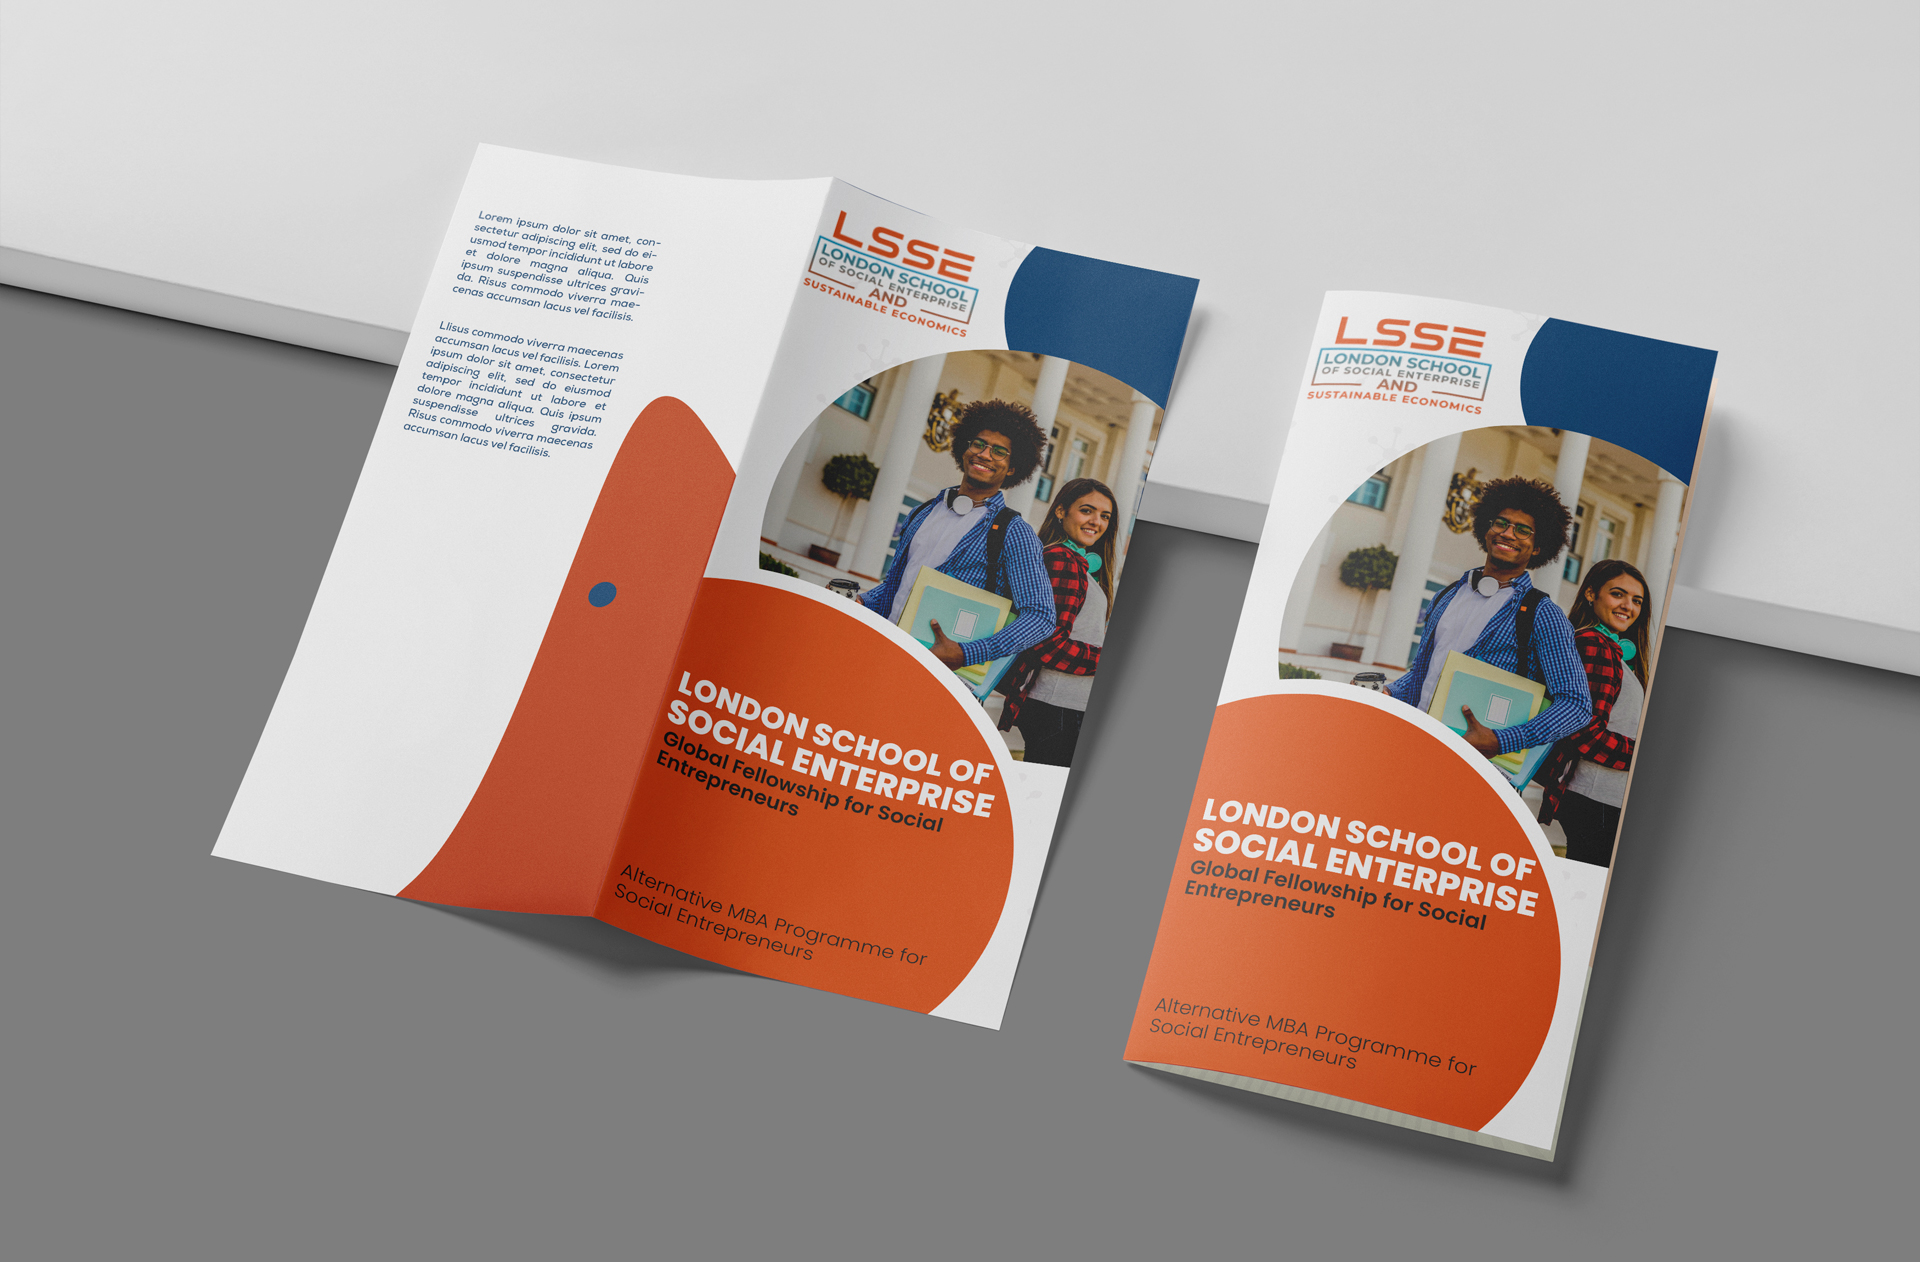 Lorem ipsum dolor sit amet, con-
sectetur adipiscing elit, sed do ei-
usmod tempor incididunt ut labore
et dolore magna aliqua. Quis
ipsum suspendisse ultrices gravi-
da. Risus commodo viverra mae-
cenas accumsan lacus vel facilisis.
Llisus commodo viverra maecenas
accumsan lacus vel facilisis. Lorem
ipsum dolor sit amet, consectetur
adipiscing elit, sed do eiusmod
tempor incididunt ut labore et
dolore magna aliqua. Quis ipsum
suspendisse ultrices gravida.
Risus commodo viverra maecenas
accumsan lacus vel facilisis.
LSSE
LONDON SCHOOL
OF SOCIAL ENTERPRISE
AND
SUSTAINABLE ECONOMICS
LONDON SCHOOL OF
SOCIAL ENTERPRISE
Global Fellowship for Social
Entrepreneurs
Alternative MBA Programme for
Social Entrepreneurs
LSSE
LONDON SCHOOL
OF SOCIAL ENTERPRISE
AND
SUSTAINABLE ECONOMICS
LONDON SCHOOL OF
SOCIAL ENTERPRISE
Global Fellowship for Social
Entrepreneurs
Alternative MBA Programme for
Social Entrepreneurs